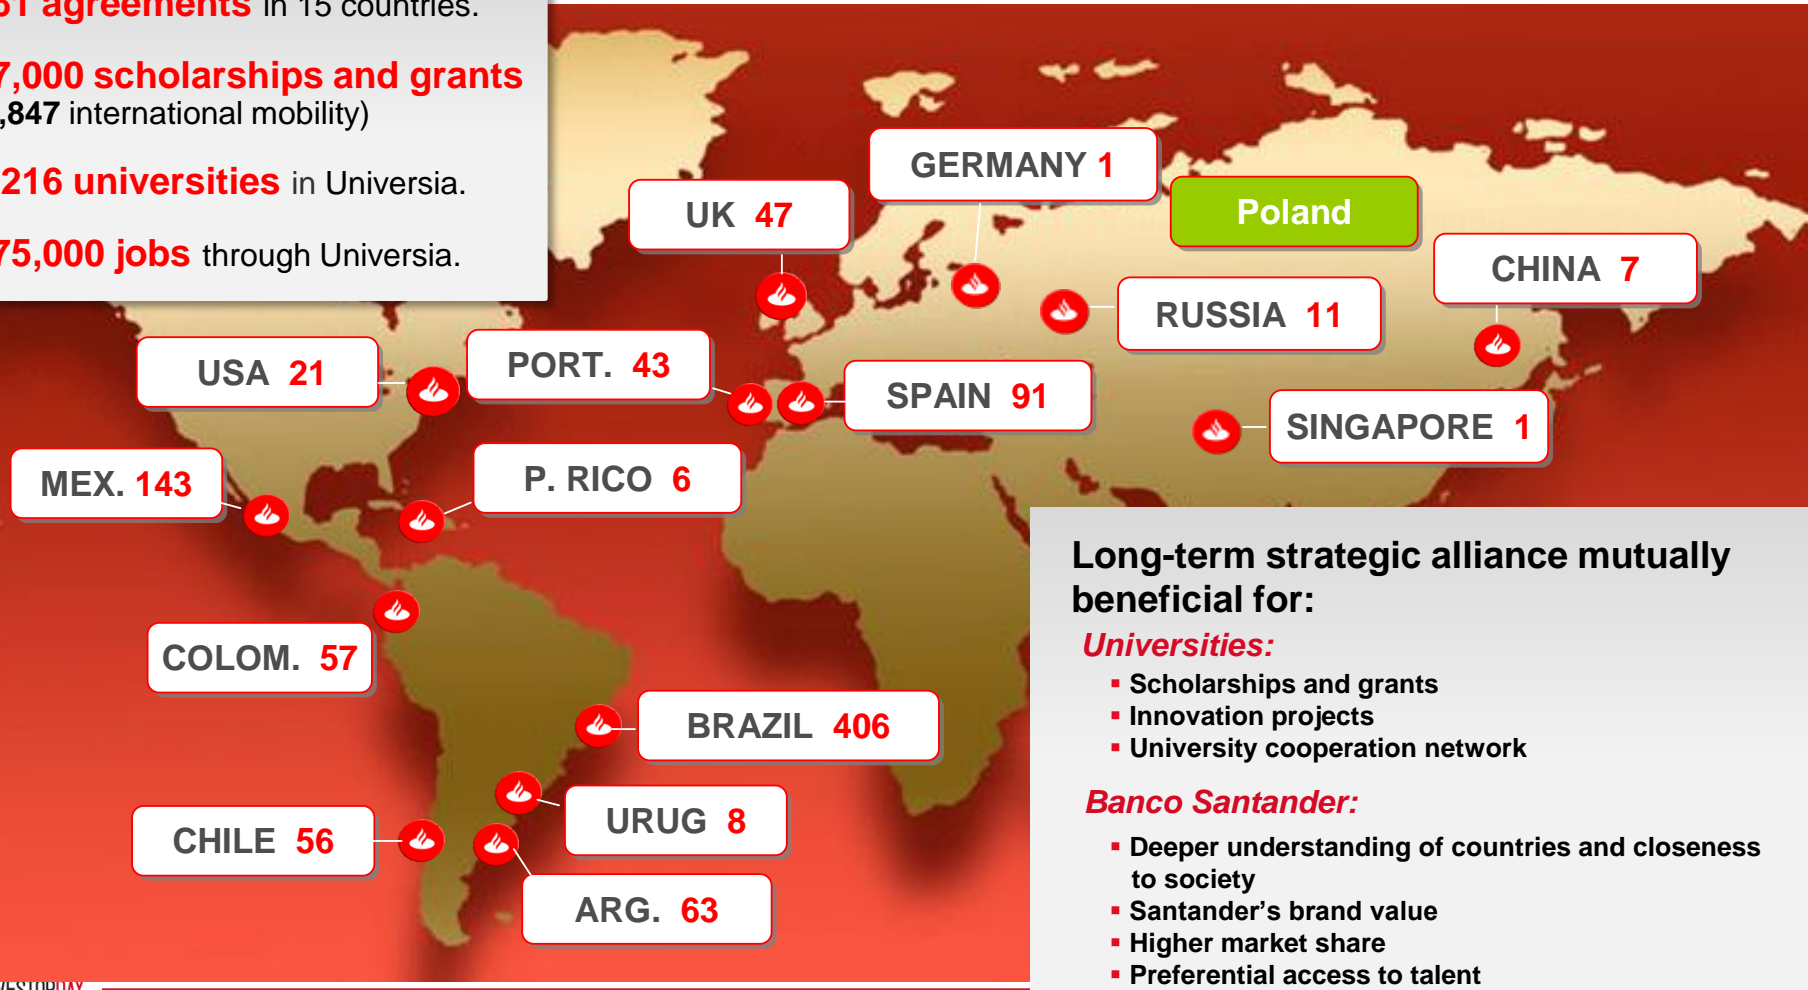 61 agreements in 15 countries.
7,000 scholarships and grants
,847 international mobility)
216 universities in Universia.
75,000 jobs through Universia.
GERMANY 1
UK 47
Poland
CHINA 7
RUSSIA 11
USA 21
PORT. 43
SPAIN 91
SINGAPORE 1
MEX. 143
P. RICO 6
COLOM. 57
BRAZIL 406
URUG 8
CHILE 56
ARG. 63
Long-term strategic alliance mutually
beneficial for:
Universities:
▪ Scholarships and grants
▪ Innovation projects
▪ University cooperation network
Banco Santander:
▪ Deeper understanding of countries and closeness
to society
▪ Santander's brand value
▪ Higher market share
▪ Preferential access to talent